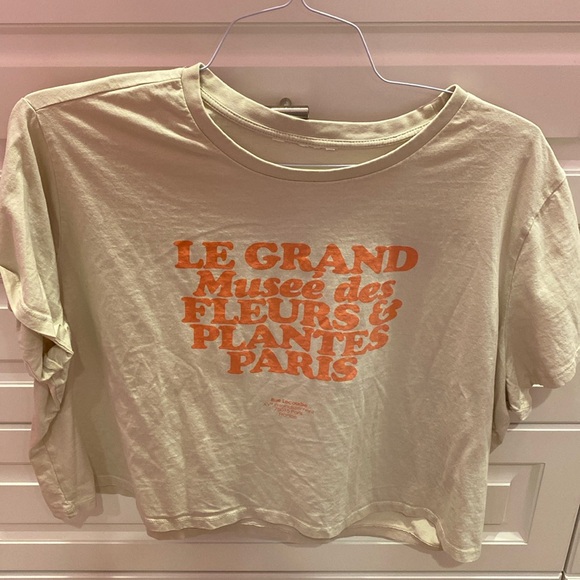 LE GRAND
Museé des
FLEURS &
PLANTES
PARIS